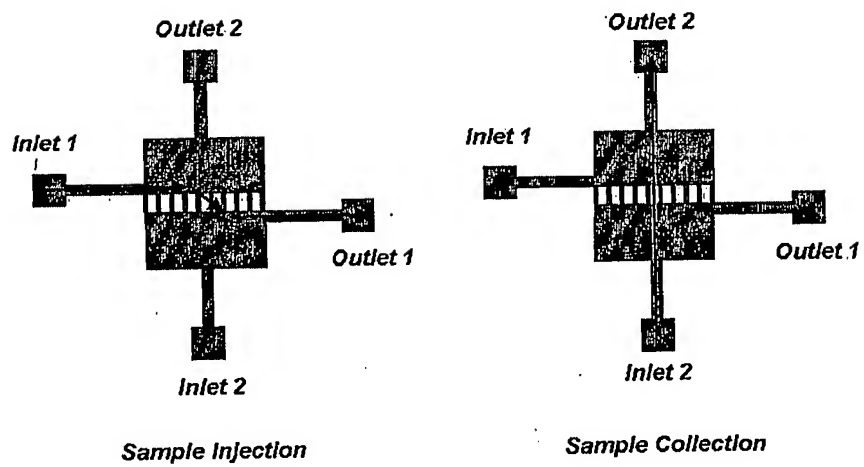 Outlet 2
Inlet 1
Outlet 1
Inlet 2
Sample Injection
Outlet 2
Inlet 1
Outlet 1
Inlet 2
Sample Collection